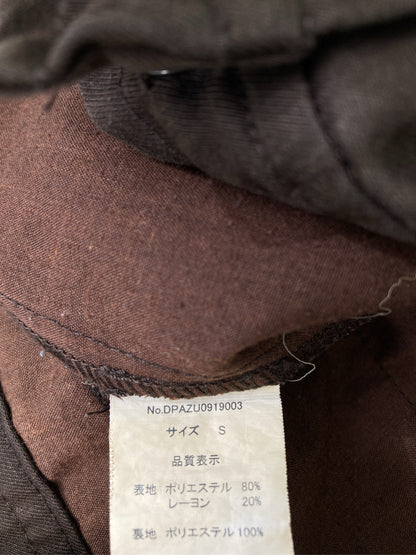 No.DPAZU0919003
サイズ S
品質表示
表地 ポリエステル 80%
レーヨン 20%
裏地 ポリエステル 100%